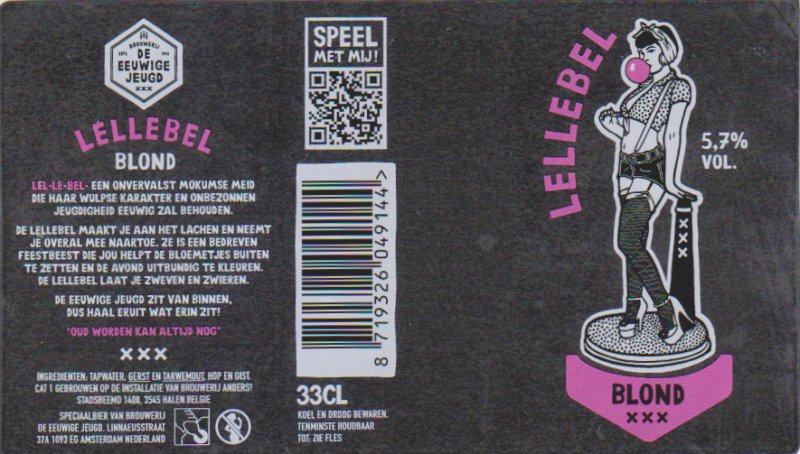 BROUWERIJ
DE
EEUWIGE
JEUGD
XXX
LELLEBEL
BLOND
LEL·LE·BEL- EEN ONVERVALST MOKUMSE MEID
DIE HAAR WULPSE KARAKTER EN ONBEZONNEN
JEUGDIGHEID EEUWIG ZAL BEHOUDEN.
DE LELLEBEL MAAKT JE AAN HET LACHEN EN NEEMT
JE OVERAL MEE NAARTOE. ZE IS EEN BEDREVEN
FEESTBEEST DIE JOU HELPT DE BLOEMETJES BUITEN
TE ZETTEN EN DE AVOND UITBUNDIG TE KLEUREN.
DE LELLEBEL LAAT JE ZWEVEN EN ZWIEREN.
DE EEUWIGE JEUGD ZIT VAN BINNEN,
DUS HAAL ERUIT WAT ERIN ZIT!
"OUD WORDEN KAN ALTIJD NOG"
XXX
INGREDIENTEN: TAPWATER, GERST EN TARWEMOUT, HOP EN GIST.
CAT 1 GEBROUWEN OP DE INSTALLATIE VAN BROUWERIJ ANDERS!
STADSBEEMD 1400, 3545 HALEN BELGIE
SPECIAALBIER VAN BROUWERIJ
DE EEUWIGE JEUGD. LINNAEUSSTRAAT
37A 1093 EG AMSTERDAM NEDERLAND
SPEEL
MET MIJ!
8 719326 049144 >
33CL
KOEL EN DROOG BEWAREN.
TENMINSTE HOUDBAAR
TOT: ZIE FLES
LELLEBEL
5,7%
VOL.
XXX
BLOND
XXX